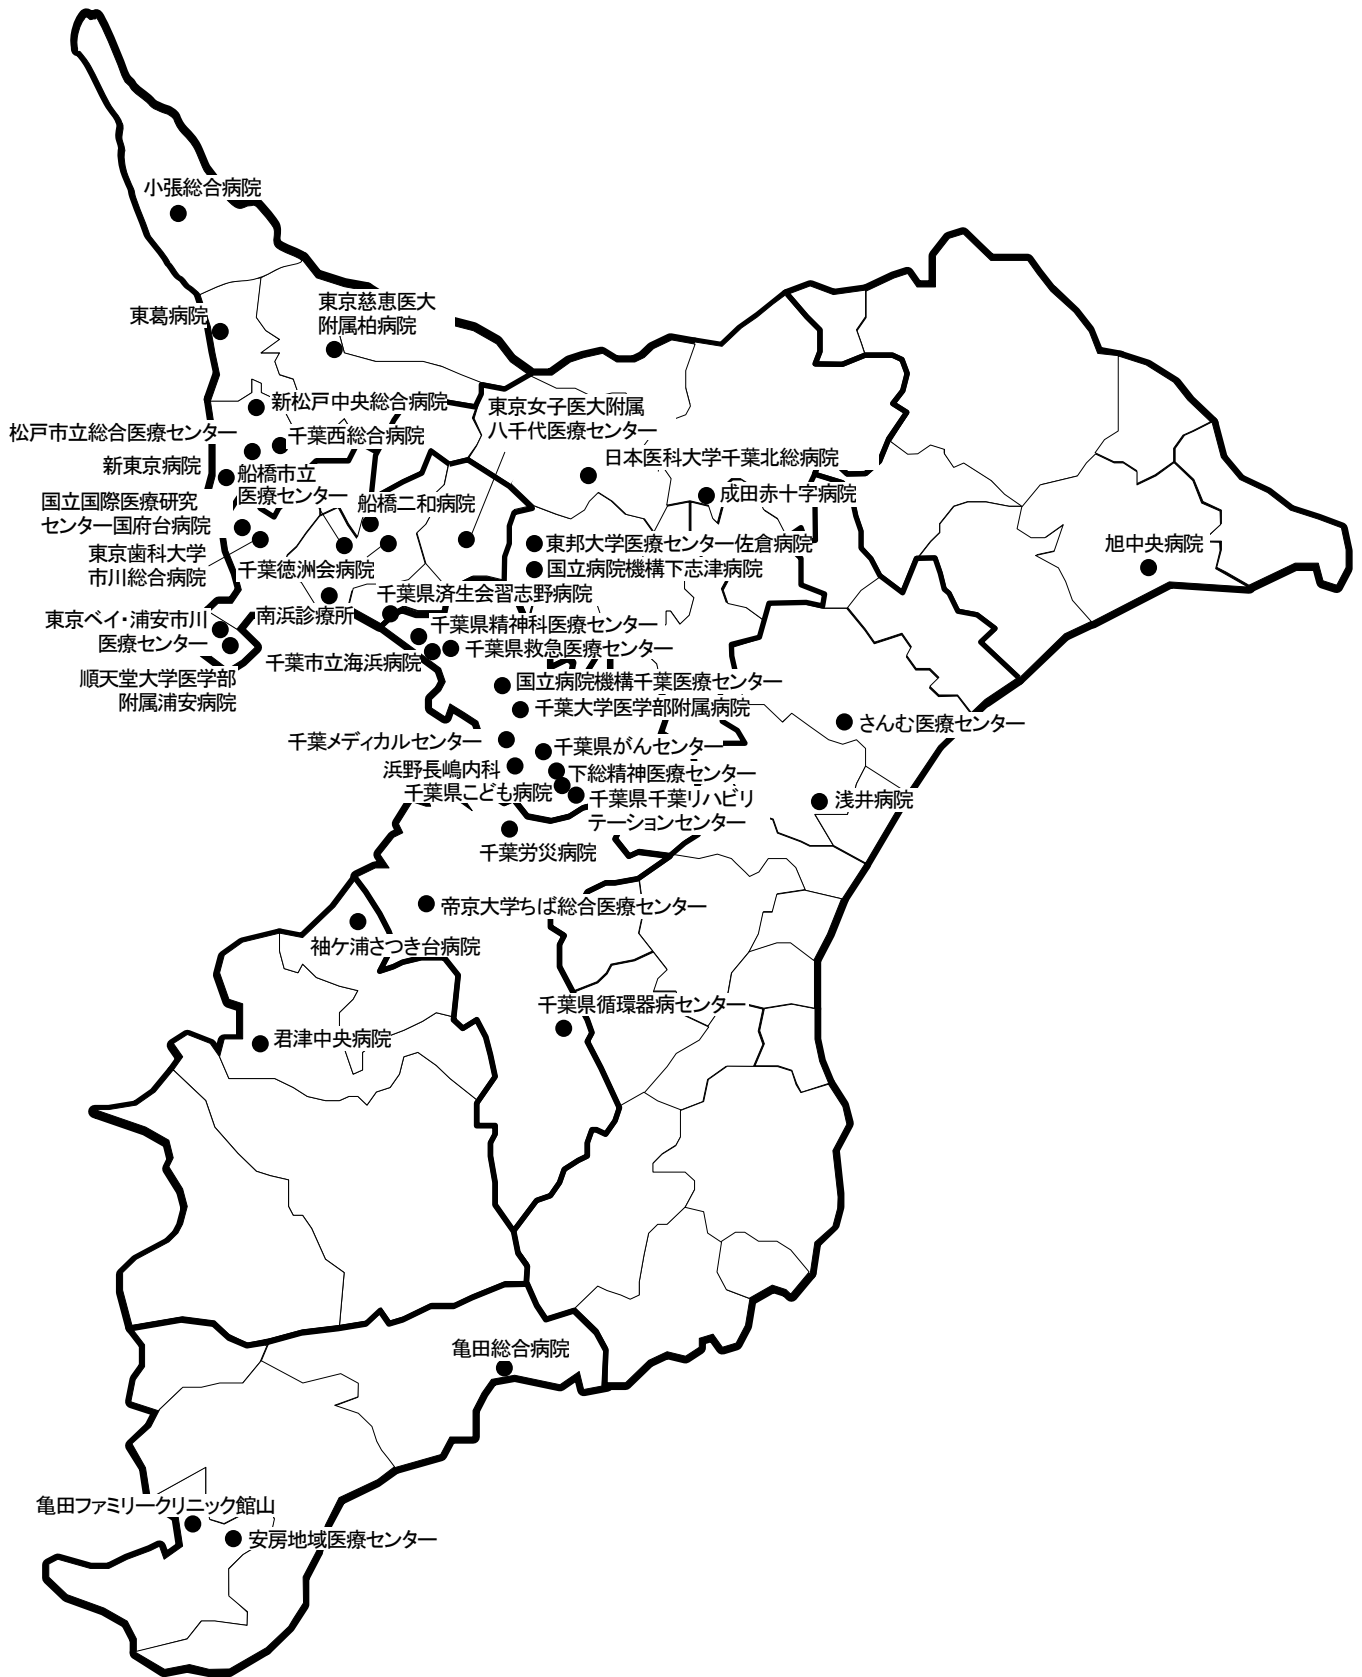 小張総合病院
東葛病院
東京慈恵医大
附属柏病院
新松戸中央総合病院
松戸市立総合医療センター
千葉西総合病院
東京女子医大附属
八千代医療センター
新東京病院
船橋市立
医療センター
日本医科大学千葉北総病院
成田赤十字病院
国立国際医療研究
センター国府台病院
船橋二和病院
東京歯科大学
市川総合病院
千葉徳洲会病院
東邦大学医療センター佐倉病院
国立病院機構下志津病院
旭中央病院
千葉県済生会習志野病院
南浜診療所
東京ベイ・浦安市川
医療センター
千葉県精神科医療センター
千葉県救急医療センター
千葉市立海浜病院
順天堂大学医学部
附属浦安病院
国立病院機構千葉医療センター
千葉大学医学部附属病院
さんむ医療センター
千葉メディカルセンター
千葉県がんセンター
浜野長嶋内科
下総精神医療センター
千葉県こども病院
千葉県千葉リハビリ
テーションセンター
浅井病院
千葉労災病院
帝京大学ちば総合医療センター
袖ケ浦さつき台病院
千葉県循環器病センター
君津中央病院
亀田総合病院
亀田ファミリークリニック館山
安房地域医療センター